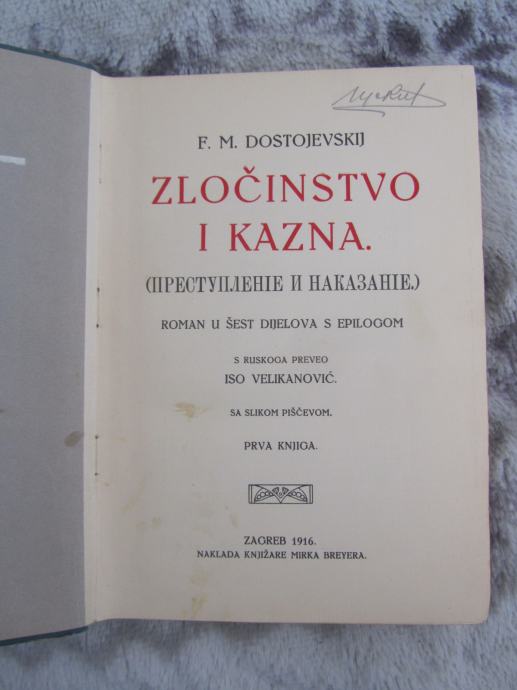 F. M. DOSTOJEVSKIJ
ZLOČINSTVO
I KAZNA.
(ПРЕСТУПЛЕНІЕ И НАКАЗАНІЕ.)
ROMAN U ŠEST DIJELOVA S EPILOGOM
S RUSKOGA PREVEO
ISO VELIKANOVIĆ.
SA SLIKOM PIŠČEVOM.
PRVA KNJIGA.
ZAGREB 1916.
NAKLADA KNJIŽARE MIRKA BREYERA.